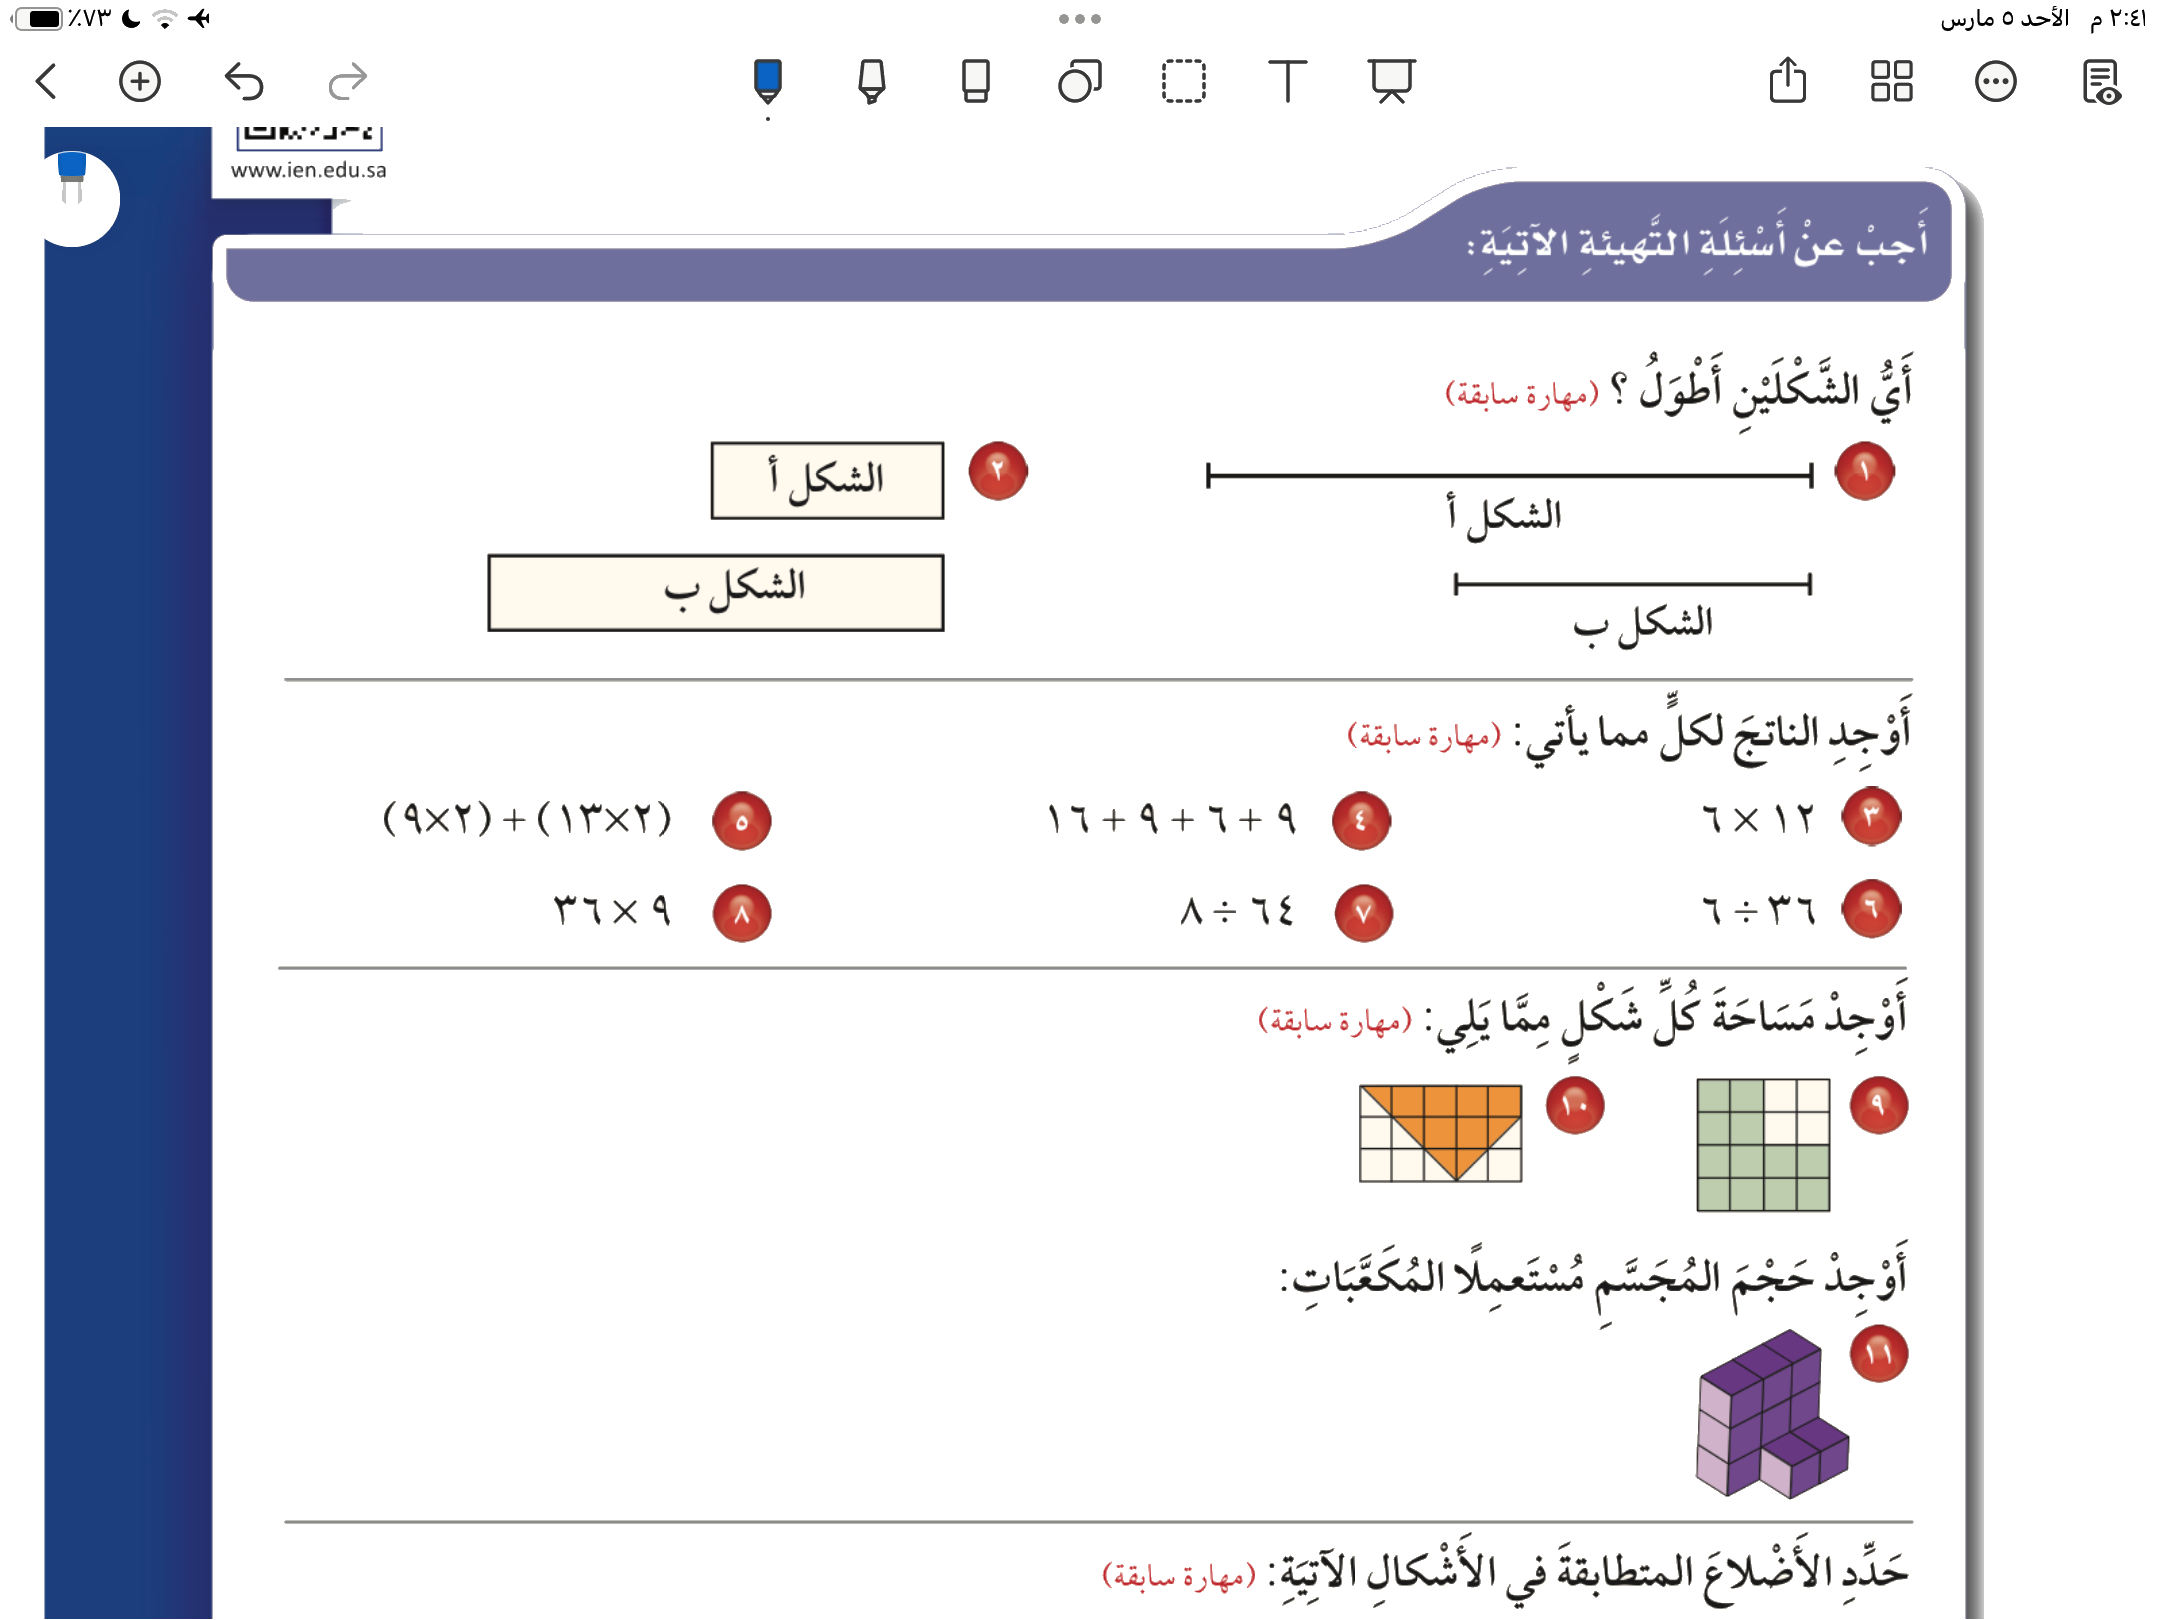 ٢:٤١ م الأحد ٥ مارس
٪٧٣
www.ien.edu.sa
أَجِبْ عنْ أَسْئِلَةِ التَّهيئةِ الآتِيَةِ:
أَيُّ الشَّكْلَيْنِ أَطْوَلُ ؟ (مهارة سابقة)
١
الشكل أ
الشكل ب
٢
الشكل أ
الشكل ب
أَوْجِدِ الناتجَ لكلٍّ مما يأتي: (مهارة سابقة)
٣ ١٢ × ٦ ٤ ٩ + ٦ + ٩ + ١٦ ٥ (٢×١٣) + (٢×٩)
٦ ٣٦ ÷ ٦ ٧ ٦٤ ÷ ٨ ٨ ٩ × ٣٦
أَوْجِدْ مَسَاحَةَ كُلِّ شَكْلٍ مِمَّا يَلِي: (مهارة سابقة)
٩ ١٠
أَوْجِدْ حَجْمَ المُجَسَّمِ مُسْتَعمِلًا المُكَعَّبَاتِ:
١١
حَدِّدِ الأَضْلاعَ المتطابقةَ في الأَشْكالِ الآتِيَةِ: (مهارة سابقة)